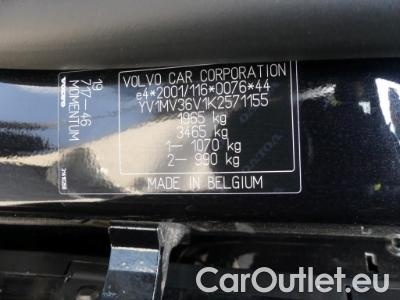 VOLVO CAR CORPORATION
e4*2001/116*0076*44
YV1MV36V1K2571155
1965 kg
3465 kg
1– 1070 kg
2– 990 kg
MADE IN BELGIUM
19
717–46
MOMENTUM
CarOutlet.eu